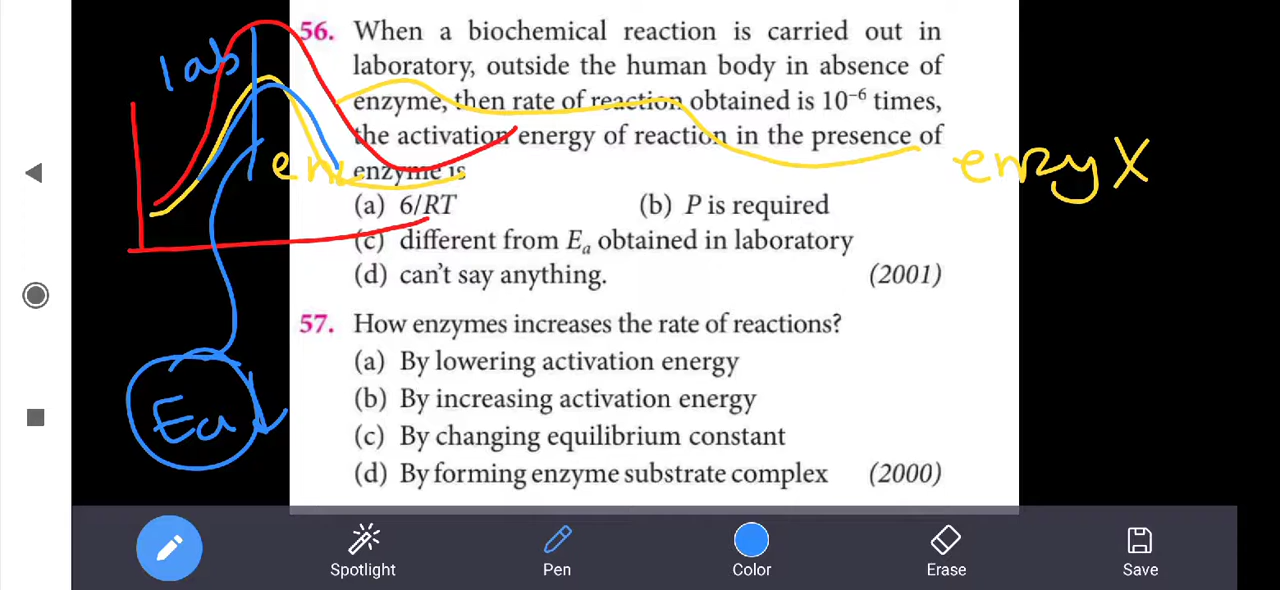 lab
56. When a biochemical reaction is carried out in
laboratory, outside the human body in absence of
enzyme, then rate of reaction obtained is 10⁻⁶ times,
the activation energy of reaction in the presence of
enzyme is
(a) 6/RT (b) P is required
(c) different from Eₐ obtained in laboratory
(d) can't say anything. (2001)
enzy X
57. How enzymes increases the rate of reactions?
(a) By lowering activation energy
(b) By increasing activation energy
(c) By changing equilibrium constant
(d) By forming enzyme substrate complex (2000)
Ea ↓
Spotlight Pen Color Erase Save